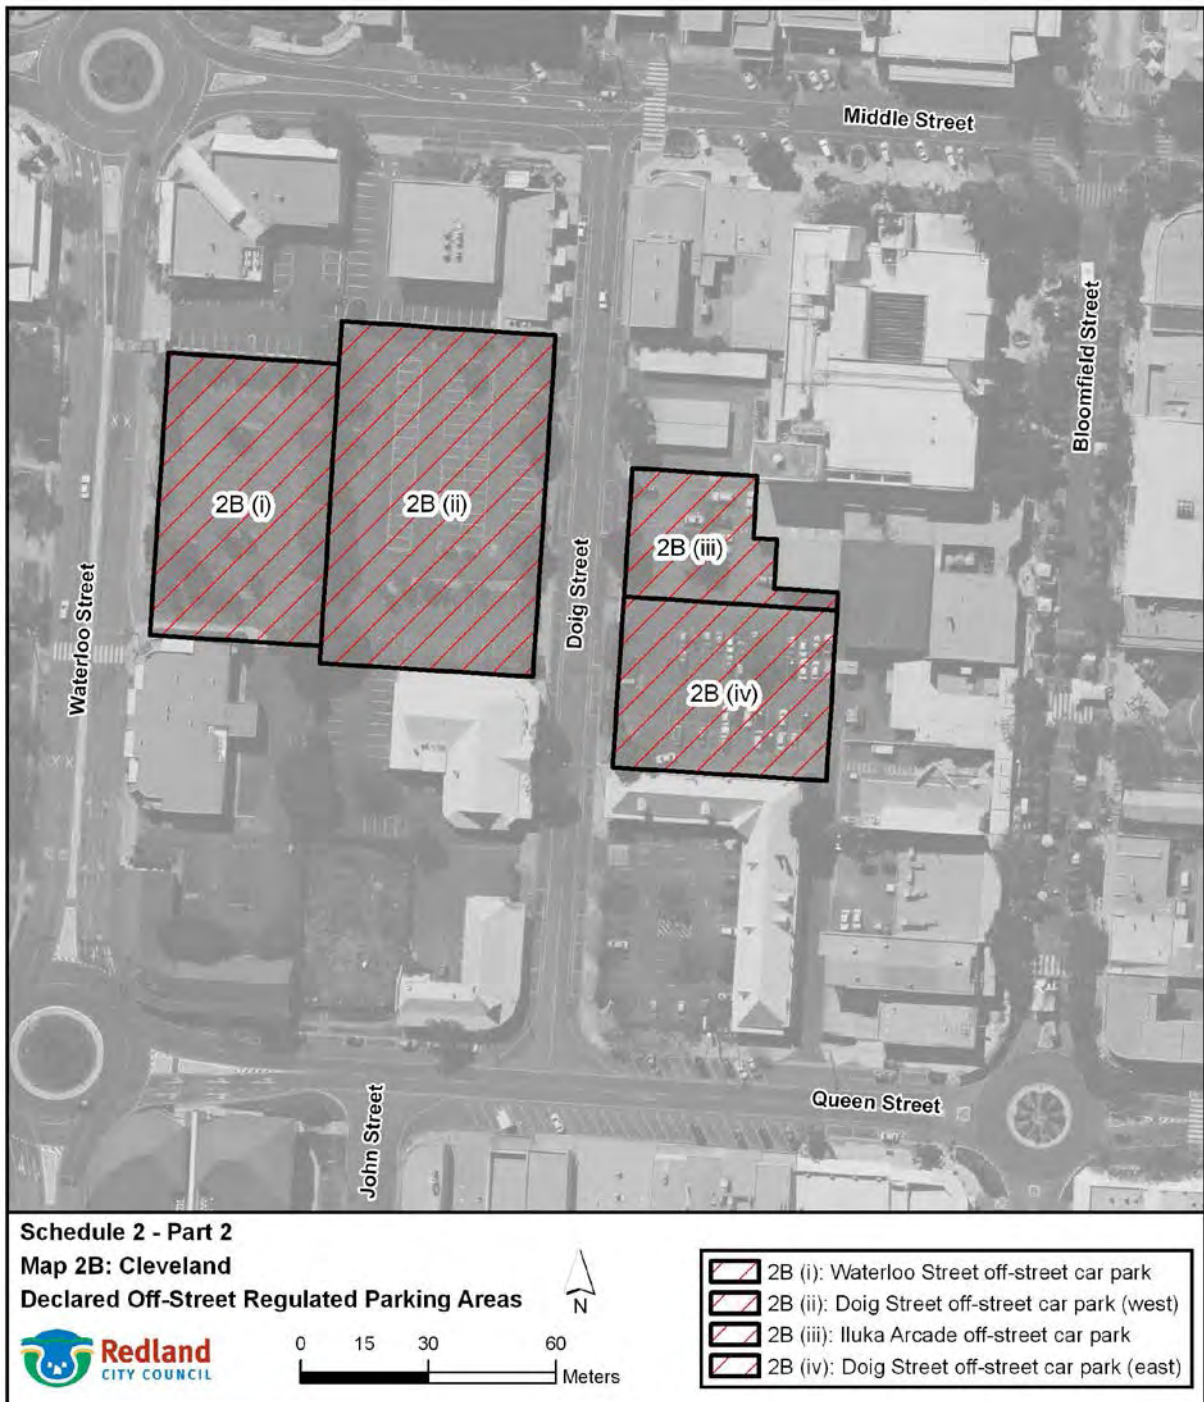 Middle Street
Bloomfield Street
2B (i)
2B (ii)
2B (iii)
Doig Street
Waterloo Street
2B (iv)
Queen Street
John Street
Schedule 2 - Part 2
Map 2B: Cleveland
Declared Off-Street Regulated Parking Areas
N
Redland
CITY COUNCIL
0 15 30 60
Meters
2B (i): Waterloo Street off-street car park
2B (ii): Doig Street off-street car park (west)
2B (iii): Iluka Arcade off-street car park
2B (iv): Doig Street off-street car park (east)